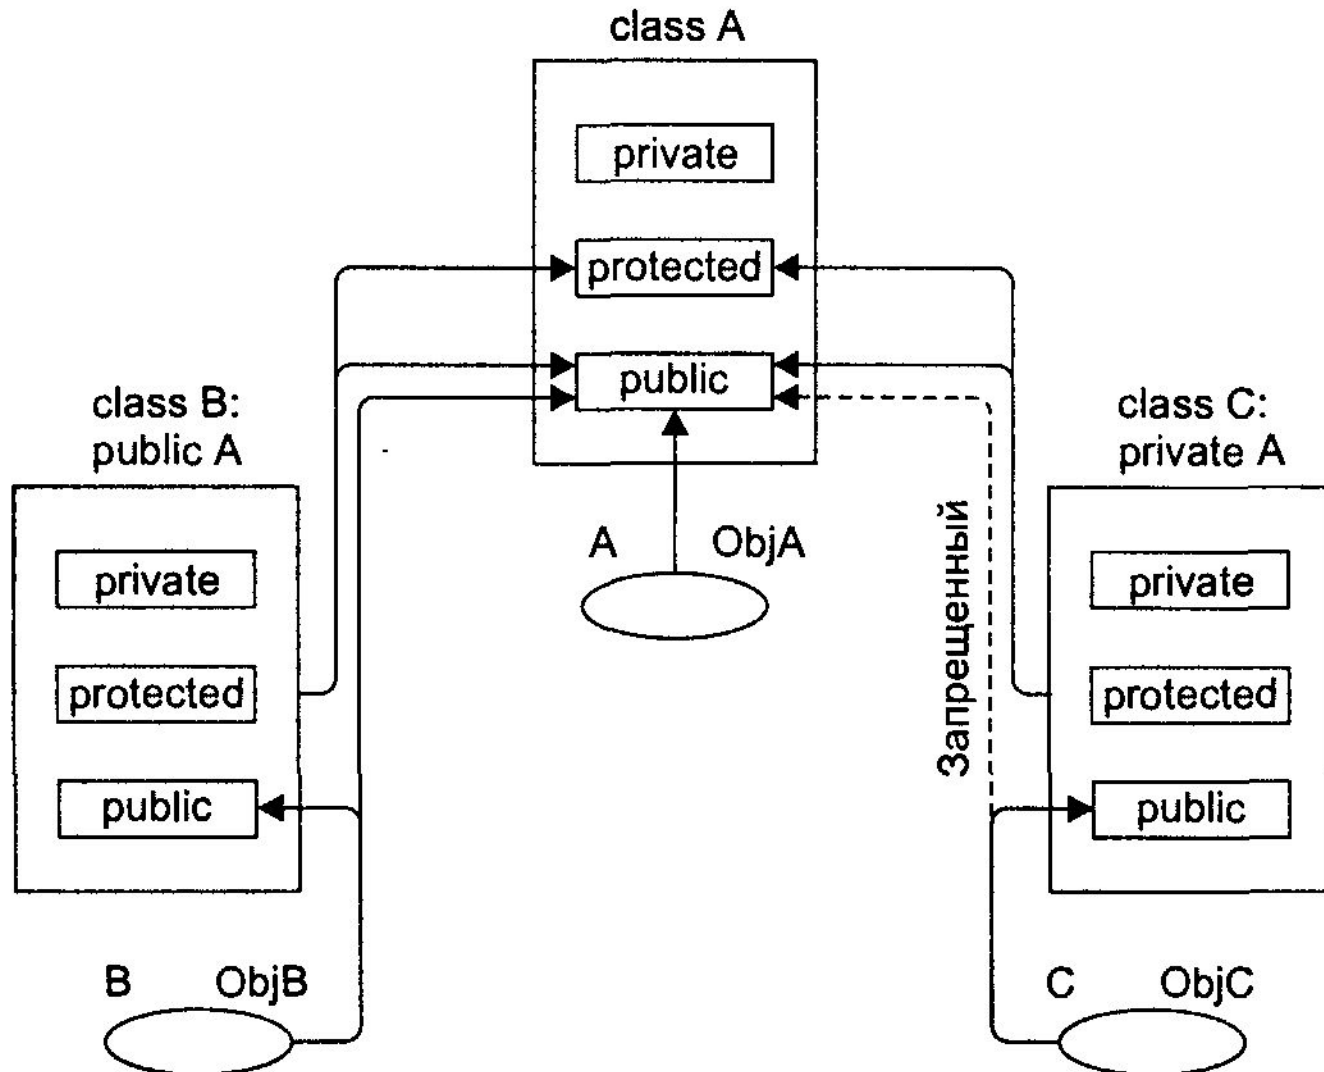 class A
private
protected
public
class B:
public A
class C:
private A
A ObjA
Запрещенный
private
protected
public
private
protected
public
B ObjB
C ObjC